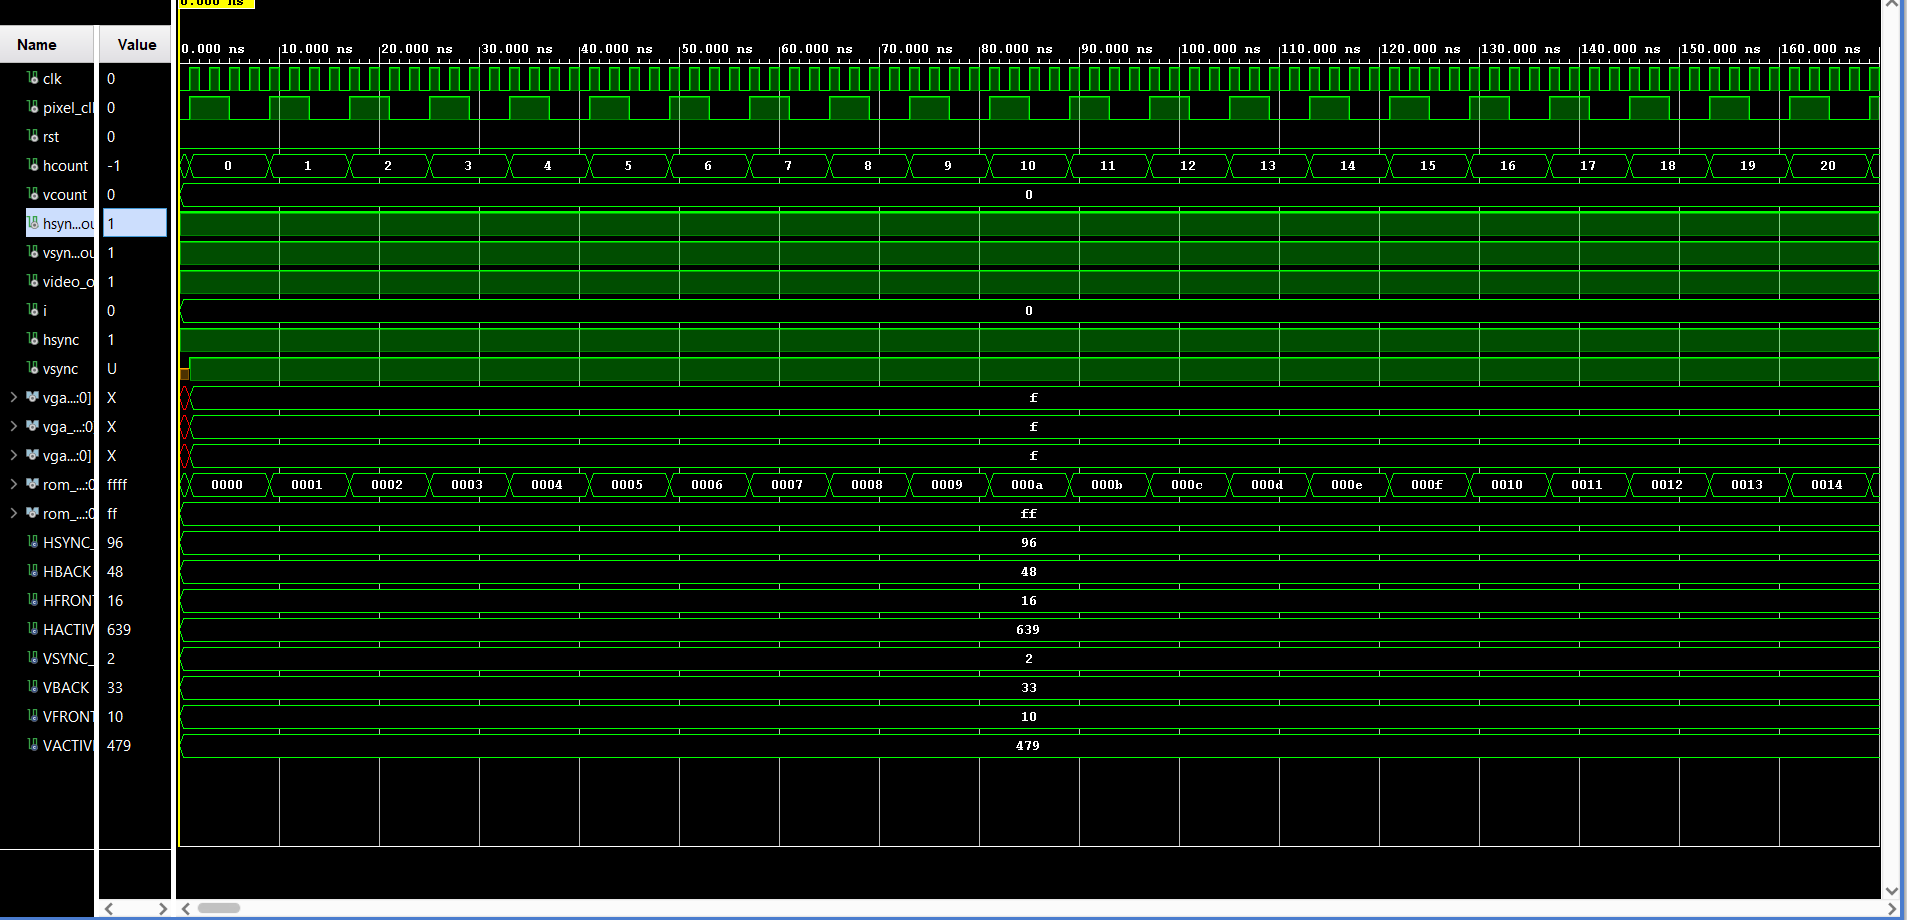 0.000 ns
Name Value
0.000 ns 10.000 ns 20.000 ns 30.000 ns 40.000 ns 50.000 ns 60.000 ns 70.000 ns 80.000 ns 90.000 ns 100.000 ns 110.000 ns 120.000 ns 130.000 ns 140.000 ns 150.000 ns 160.000 ns
clk 0
pixel_cl 0
rst 0
hcount -1 0 1 2 3 4 5 6 7 8 9 10 11 12 13 14 15 16 17 18 19 20
vcount 0 0
hsyn...ou 1
vsyn...ou 1
video_o 1
i 0 0
hsync 1
vsync U
vga...:0] X f
vga_...:0 X f
vga...:0] X f
rom_...:0 ffff 0000 0001 0002 0003 0004 0005 0006 0007 0008 0009 000a 000b 000c 000d 000e 000f 0010 0011 0012 0013 0014
rom_...:0 ff ff
HSYNC_ 96 96
HBACK 48 48
HFRONT 16 16
HACTIV 639 639
VSYNC_ 2 2
VBACK 33 33
VFRONT 10 10
VACTIVI 479 479